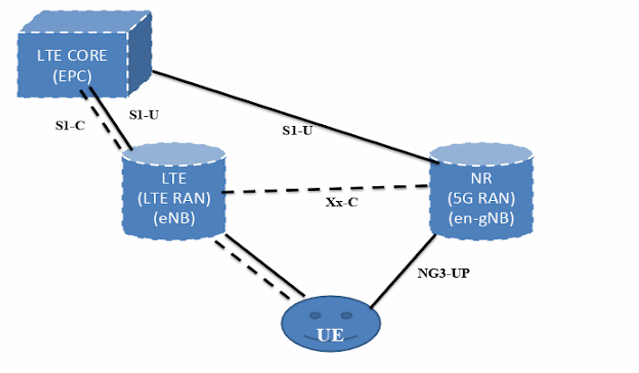 LTE CORE
(EPC)
S1-C
S1-U
S1-U
LTE
(LTE RAN)
(eNB)
Xx-C
NR
(5G RAN)
(en-gNB)
NG3-UP
UE